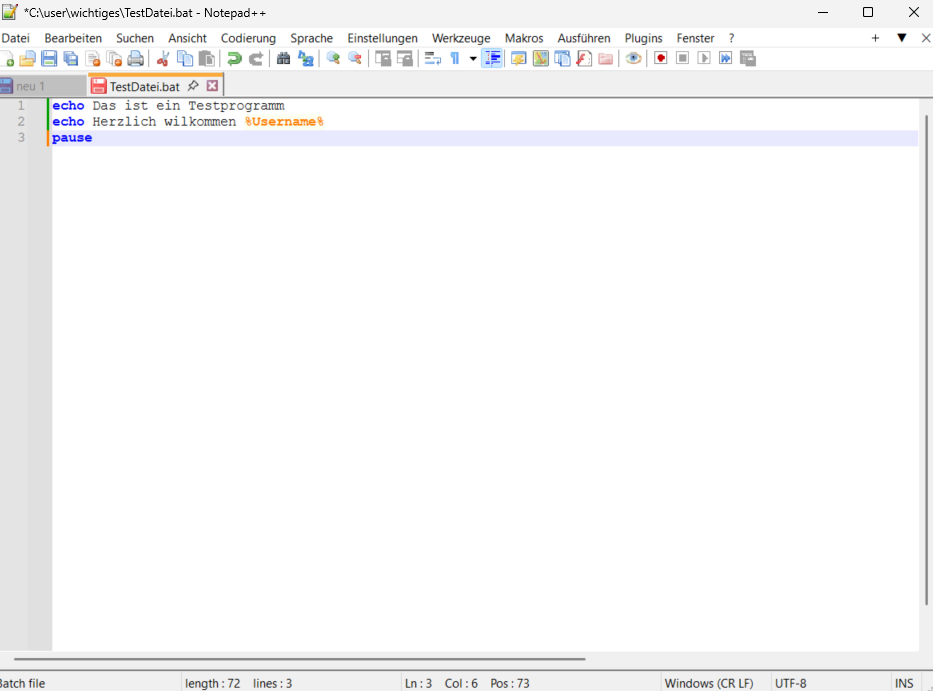 *C:\user\wichtiges\TestDatei.bat - Notepad++
Datei Bearbeiten Suchen Ansicht Codierung Sprache Einstellungen Werkzeuge Makros Ausführen Plugins Fenster ? + ▼ X
neu 1 TestDatei.bat
1 echo Das ist ein Testprogramm
2 echo Herzlich wilkommen %Username%
3 pause
Batch file length : 72 lines : 3 Ln : 3 Col : 6 Pos : 73 Windows (CR LF) UTF-8 INS